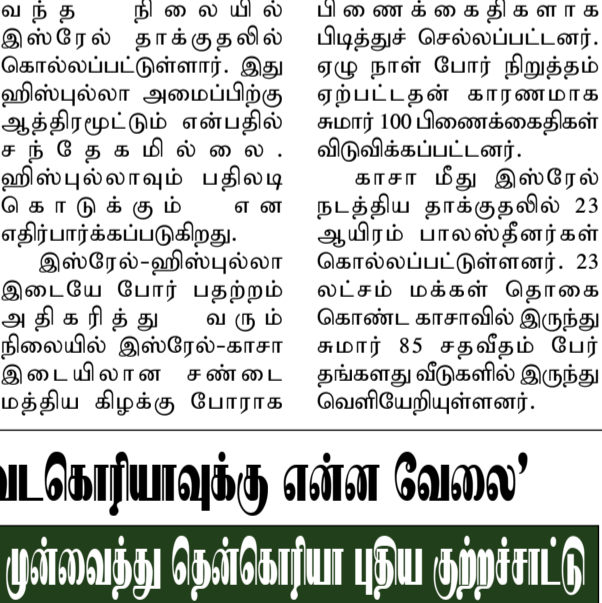 வந்த நிலையில்
இஸ்ரேல் தாக்குதலில்
கொல்லப்பட்டுள்ளார். இது
ஹிஸ்புல்லா அமைப்பிற்கு
ஆத்திரமூட்டும் என்பதில்
சந்தேகமில்லை.
ஹிஸ்புல்லாவும் பதிலடி
கொடுக்கும் என
எதிர்பார்க்கப்படுகிறது.
இஸ்ரேல்-ஹிஸ்புல்லா
இடையே போர் பதற்றம்
அதிகரித்து வரும்
நிலையில் இஸ்ரேல்-காசா
இடையிலான சண்டை
மத்திய கிழக்கு போராக
பிணைக்கைதிகளாக
பிடித்துச் செல்லப்பட்டனர்.
ஏழு நாள் போர் நிறுத்தம்
ஏற்பட்டதன் காரணமாக
சுமார் 100 பிணைக்கைதிகள்
விடுவிக்கப்பட்டனர்.
காசா மீது இஸ்ரேல்
நடத்திய தாக்குதலில் 23
ஆயிரம் பாலஸ்தீனர்கள்
கொல்லப்பட்டுள்ளனர். 23
லட்சம் மக்கள் தொகை
கொண்ட காசாவில் இருந்து
சுமார் 85 சதவீதம் பேர்
தங்களது வீடுகளில் இருந்து
வெளியேறியுள்ளனர்.
வடகொரியாவுக்கு என்ன வேலை’
முன்வைத்து தென்கொரியா புதிய குற்றச்சாட்டு